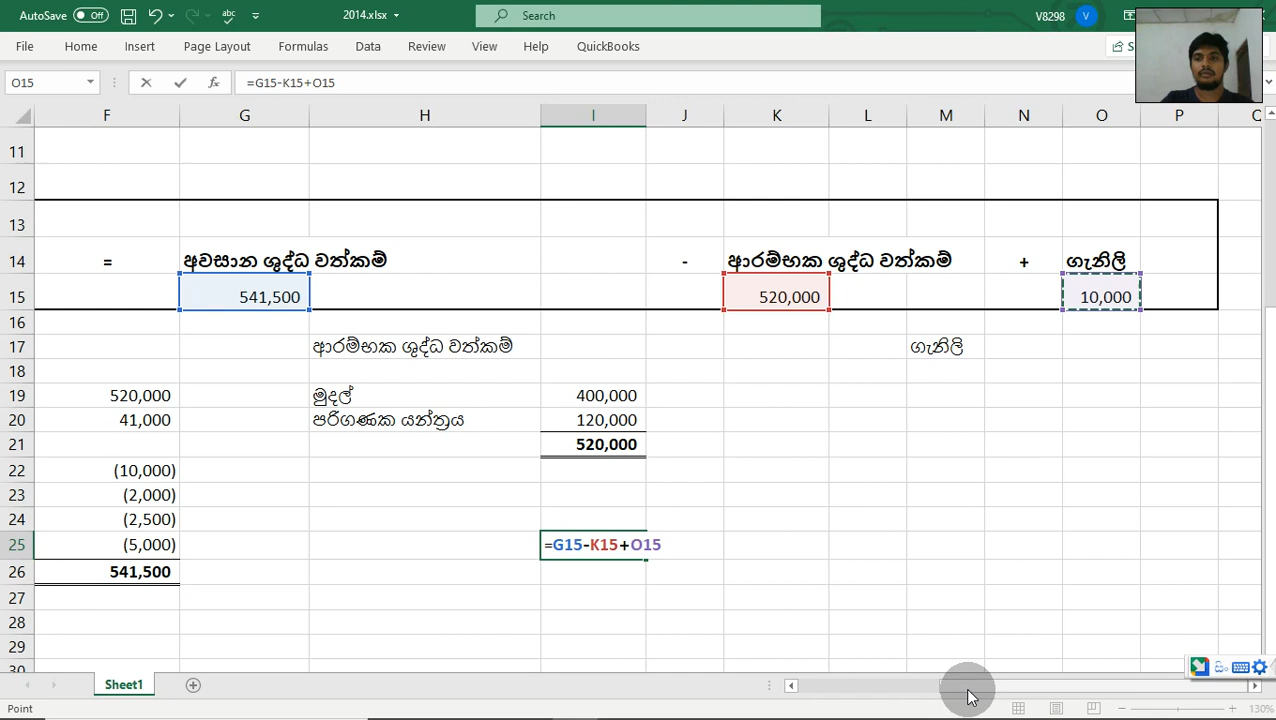 AutoSave Off 2014.xlsx Search V8298 V
File Home Insert Page Layout Formulas Data Review View Help QuickBooks
O15 fx =G15-K15+O15
F G H I J K L M N O P
11
12
13
14 = අවසාන ශුද්ධ වත්කම් - ආරම්භක ශුද්ධ වත්කම් + ගැනිලි
15 541,500 520,000 10,000
16
17 ආරම්භක ශුද්ධ වත්කම් ගැනිලි
18
19 520,000 මුදල් 400,000
20 41,000 පරිගණක යන්ත්‍රය 120,000
21 520,000
22 (10,000)
23 (2,000)
24 (2,500)
25 (5,000) =G15-K15+O15
26 541,500
27
28
29
30
Sheet1
සිං
Point 130%